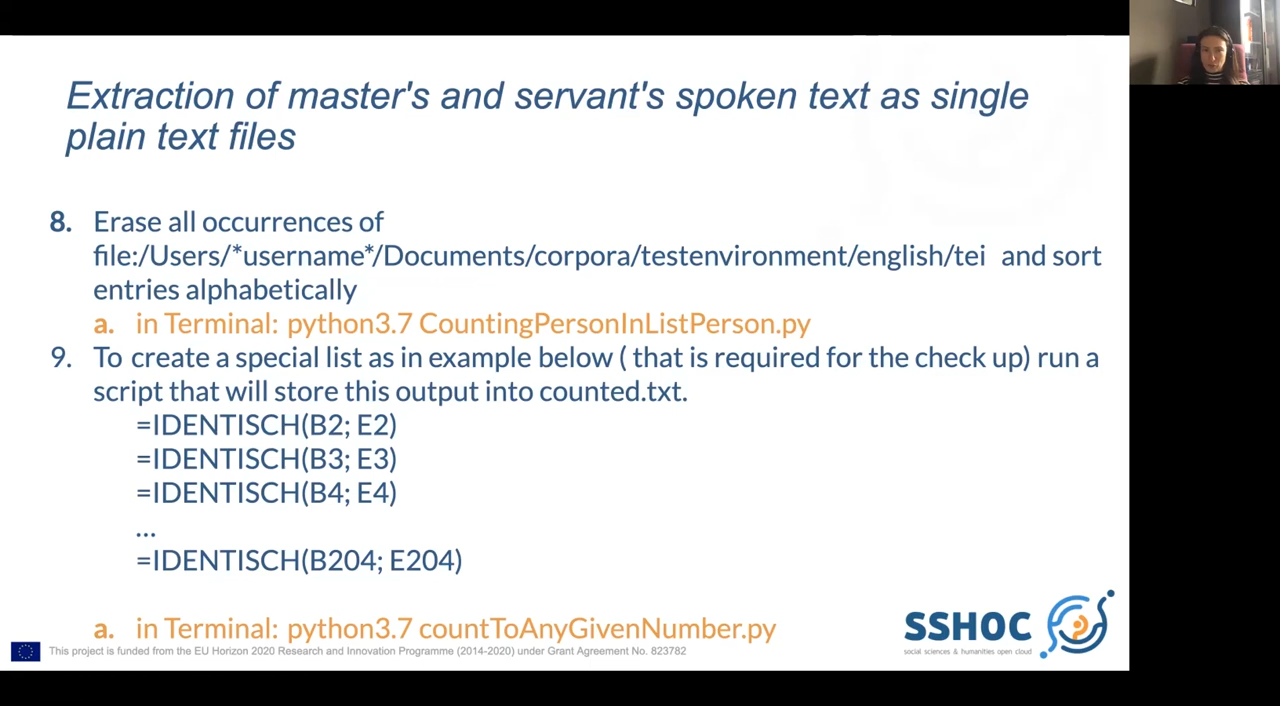 Extraction of master's and servant's spoken text as single
plain text files
8. Erase all occurrences of
file:/Users/*username*/Documents/corpora/testenvironment/english/tei and sort
entries alphabetically
a. in Terminal: python3.7 CountingPersonInListPerson.py
9. To create a special list as in example below ( that is required for the check up) run a
script that will store this output into counted.txt.
=IDENTISCH(B2; E2)
=IDENTISCH(B3; E3)
=IDENTISCH(B4; E4)
...
=IDENTISCH(B204; E204)
a. in Terminal: python3.7 countToAnyGivenNumber.py
This project is funded from the EU Horizon 2020 Research and Innovation Programme (2014-2020) under Grant Agreement No. 823782
SSHOC
social sciences & humanities open cloud